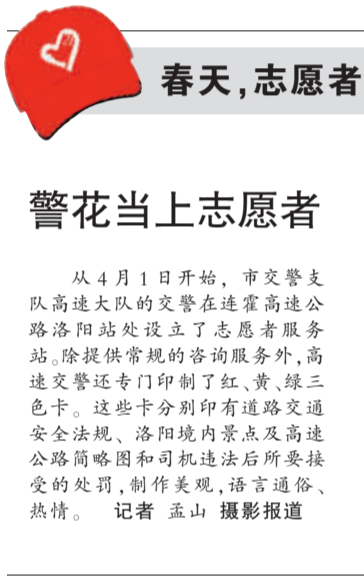 春天，志愿者
警花当上志愿者
从4月1日开始，市交警支
队高速大队的交警在连霍高速公
路洛阳站处设立了志愿者服务
站。除提供常规的咨询服务外，高
速交警还专门印制了红、黄、绿三
色卡。这些卡分别印有道路交通
安全法规、洛阳境内景点及高速
公路简略图和司机违法后所要接
受的处罚，制作美观，语言通俗、
热情。 记者 孟山 摄影报道